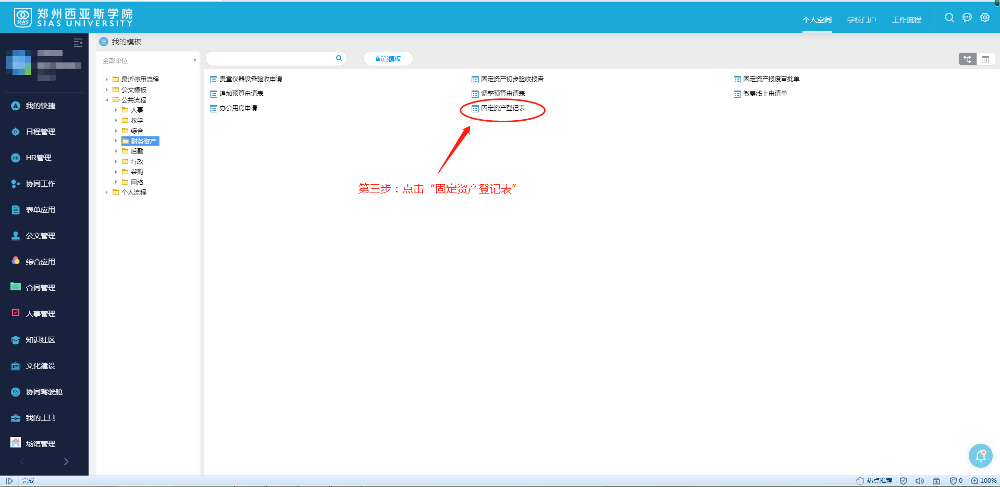 郑州西亚斯学院
SIAS
SIAS UNIVERSITY
个人空间 学校门户 工作流程
我的模板
全部单位
配置模板
最近使用流程
公文模板
公共流程
人事
教学
综合
财务资产
后勤
行政
采购
网络
个人流程
贵重仪器设备验收申请 固定资产初步验收报告 固定资产报废审批单
追加预算申请表 调整预算申请表 缴费线上申请单
办公用房申请 固定资产登记表
第三步：点击“固定资产登记表”
我的快捷
日程管理
HR HR管理
协同工作
表单应用
公文管理
综合应用
合同管理
人事管理
知识社区
文化建设
协同驾驶舱
我的工具
场馆管理
完成
热点推荐 AD 0 100%